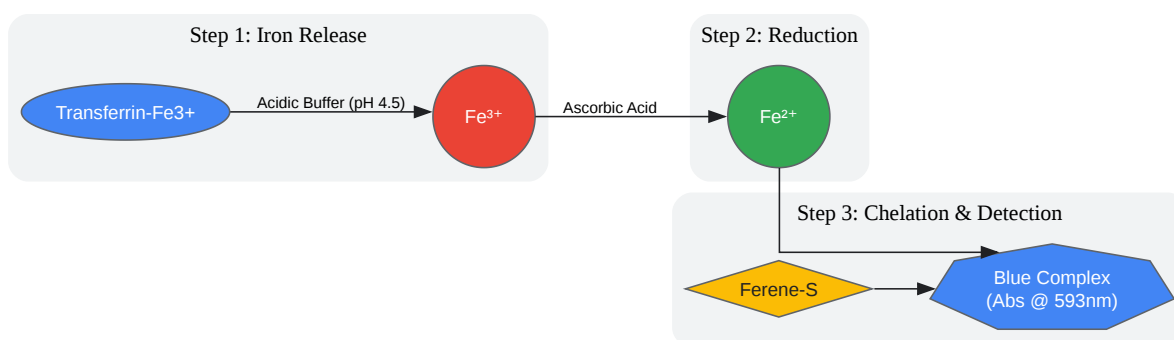 Step 1: Iron Release
Transferrin-Fe3+
Acidic Buffer (pH 4.5)
Fe³⁺
Ascorbic Acid
Step 2: Reduction
Fe²⁺
Step 3: Chelation & Detection
Ferene-S
Blue Complex
(Abs @ 593nm)